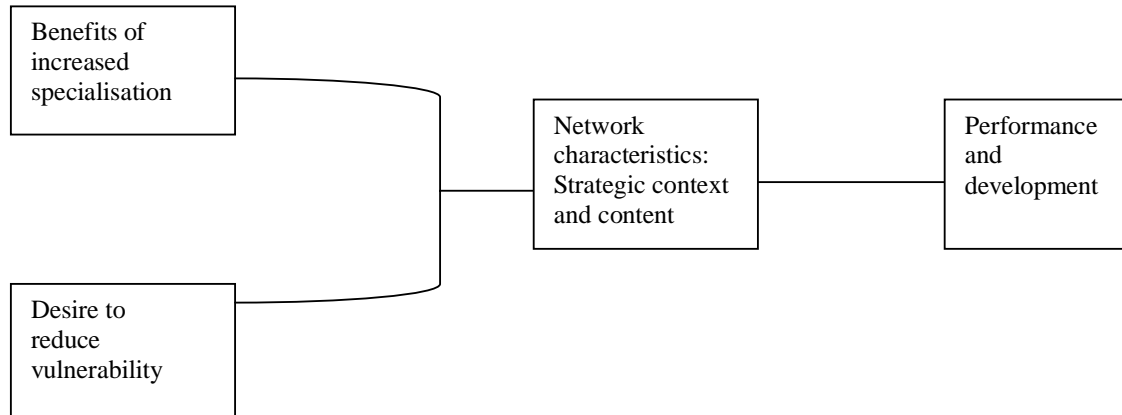 Benefits of
increased
specialisation
Network
characteristics:
Strategic context
and content
Performance
and
development
Desire to
reduce
vulnerability